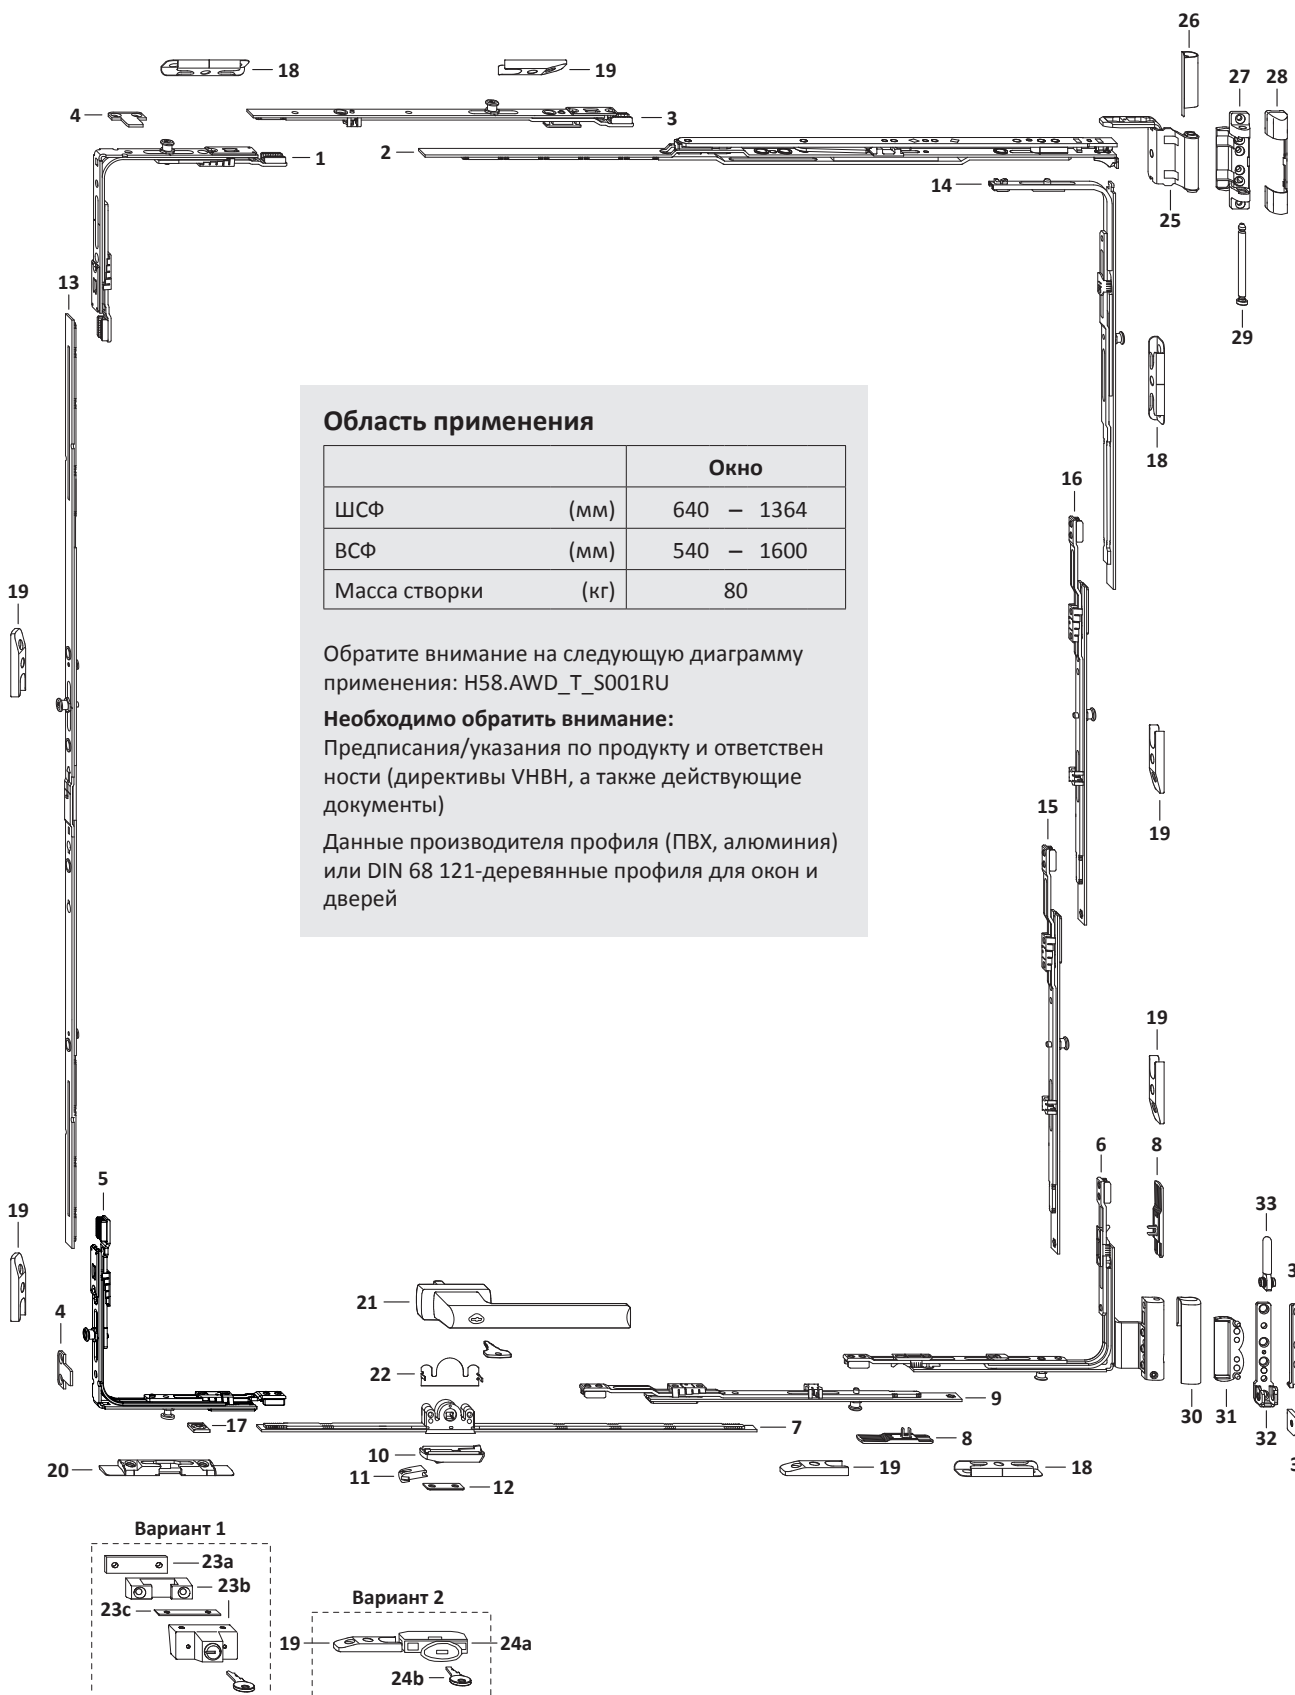 26
27 28
18
19
4
3
1
2
14
25
13
29
Область применения
Окно
ШСФ (мм) 640 – 1364
ВСФ (мм) 540 – 1600
Масса створки (кг) 80
Обратите внимание на следующую диаграмму
применения: H58.AWD_T_S001RU
Необходимо обратить внимание:
Предписания/указания по продукту и ответствен
ности (директивы VHBH, а также действующие
документы)
Данные производителя профиля (ПВХ, алюминия)
или DIN 68 121-деревянные профиля для окон и
дверей
18
16
19
15
19
19
5
6
8
19
33
21
4
22
9
30
31
32
17
7
8
10
20
11
12
19
18
Вариант 1
23a
23b
23c
Вариант 2
19
24a
24b